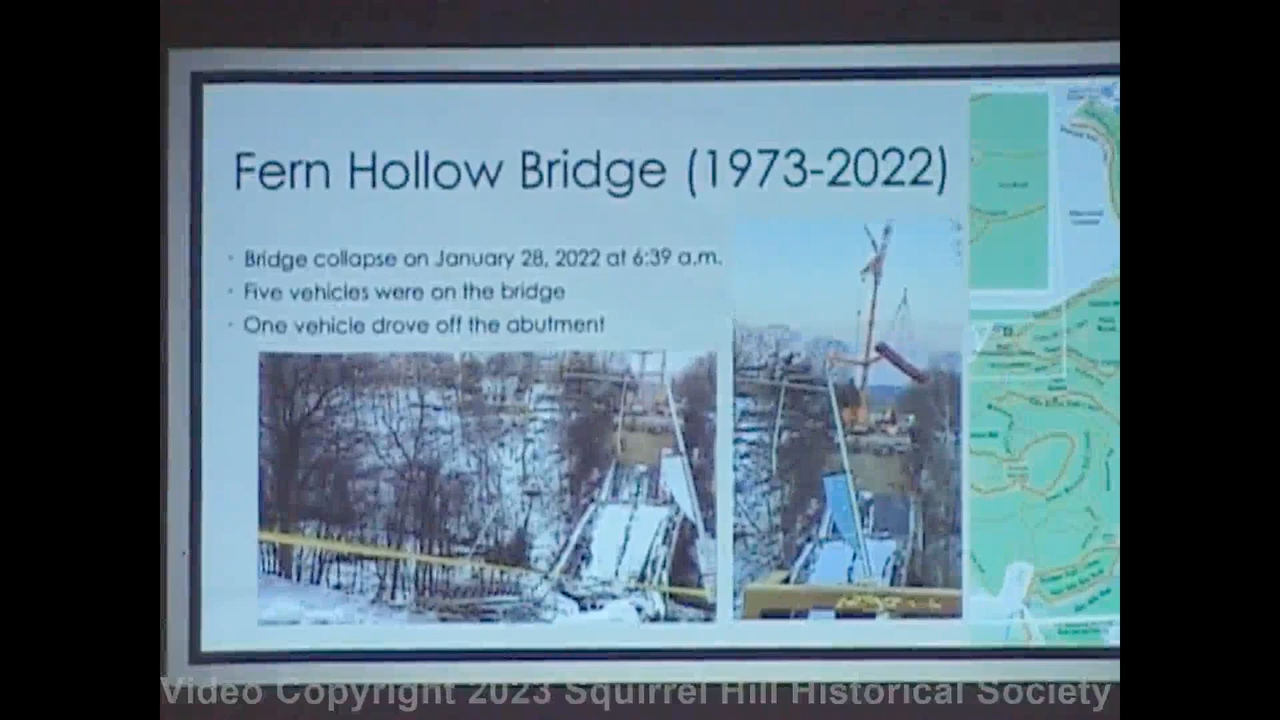 Fern Hollow Bridge (1973-2022)
· Bridge collapse on January 28, 2022 at 6:39 a.m.
· Five vehicles were on the bridge
· One vehicle drove off the abutment
Video Copyright 2023 Squirrel Hill Historical Society